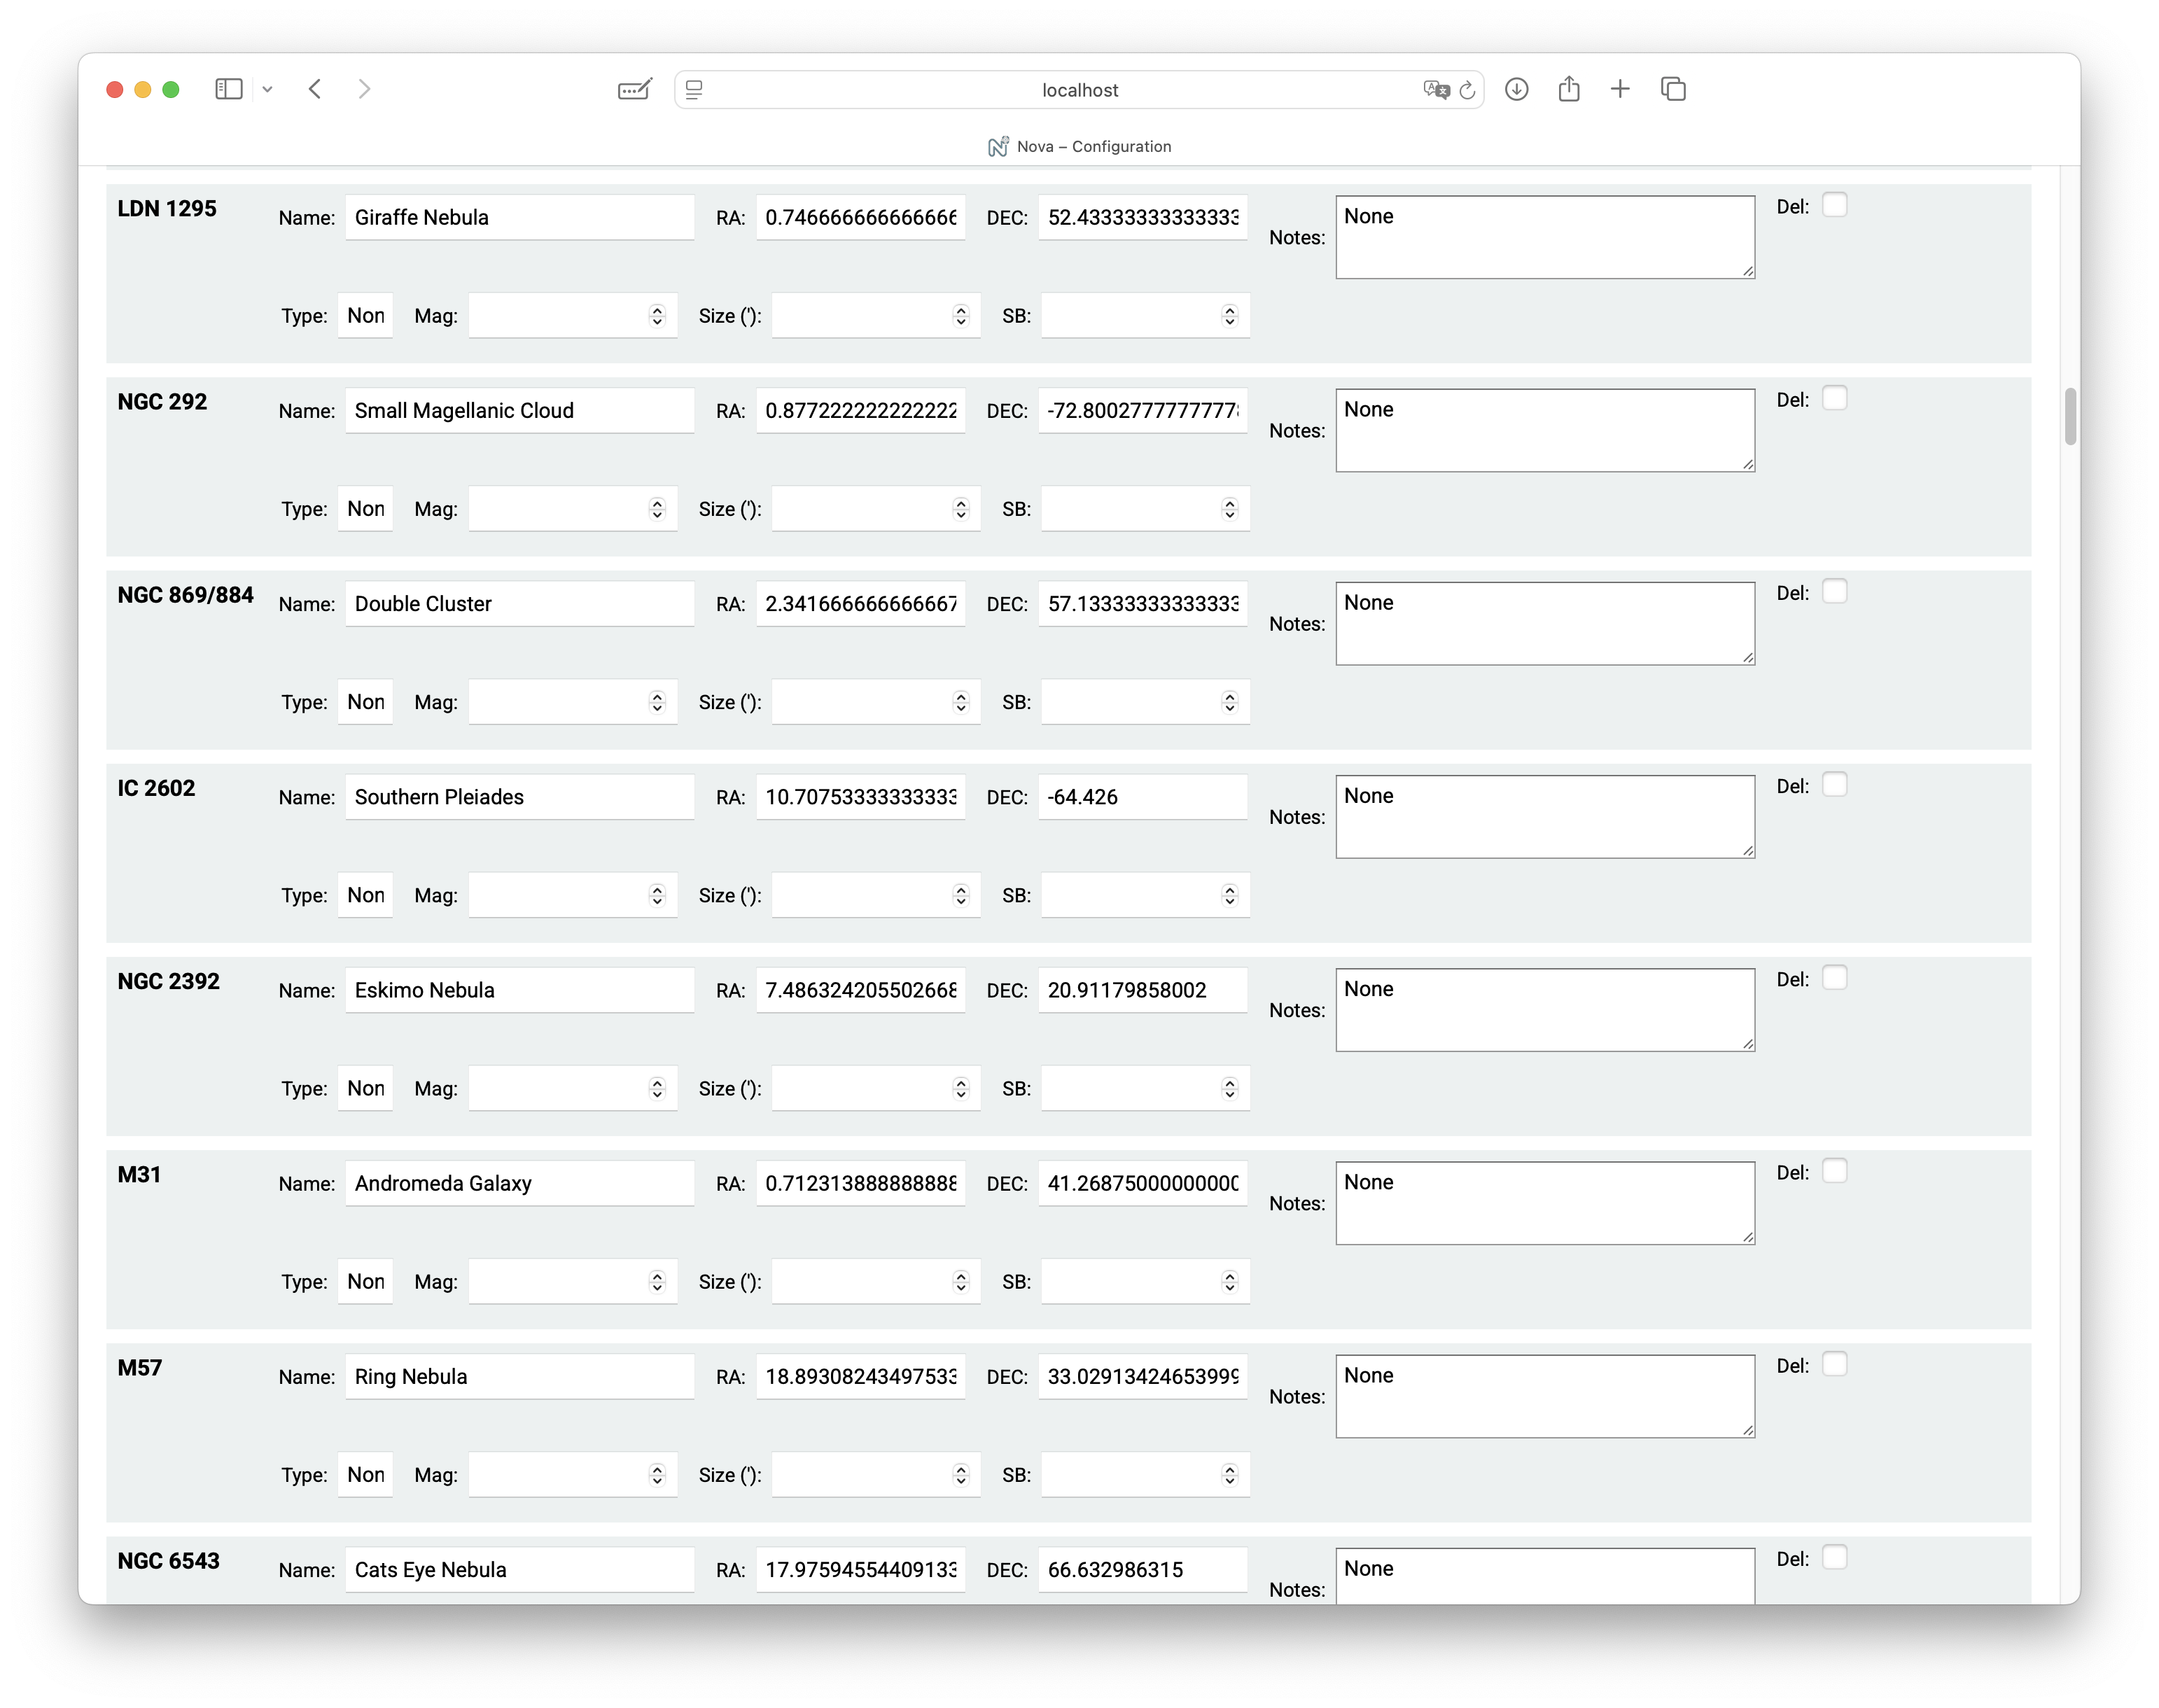 localhost
Nova – Configuration
LDN 1295 Name: Giraffe Nebula RA: 0.746666666666666 DEC: 52.43333333333333 Notes: None Del:
Type: Non Mag: Size ('): SB:
NGC 292 Name: Small Magellanic Cloud RA: 0.877222222222222 DEC: -72.8002777777778 Notes: None Del:
Type: Non Mag: Size ('): SB:
NGC 869/884 Name: Double Cluster RA: 2.341666666666667 DEC: 57.13333333333333 Notes: None Del:
Type: Non Mag: Size ('): SB:
IC 2602 Name: Southern Pleiades RA: 10.70753333333333 DEC: -64.426 Notes: None Del:
Type: Non Mag: Size ('): SB:
NGC 2392 Name: Eskimo Nebula RA: 7.486324205502668 DEC: 20.91179858002 Notes: None Del:
Type: Non Mag: Size ('): SB:
M31 Name: Andromeda Galaxy RA: 0.712313888888888 DEC: 41.26875000000000 Notes: None Del:
Type: Non Mag: Size ('): SB:
M57 Name: Ring Nebula RA: 18.89308243497533 DEC: 33.02913424653999 Notes: None Del:
Type: Non Mag: Size ('): SB:
NGC 6543 Name: Cats Eye Nebula RA: 17.97594554409133 DEC: 66.632986315 Notes: None Del: